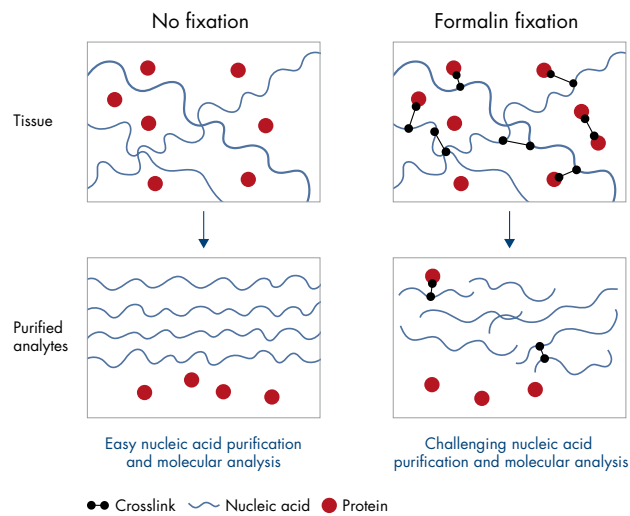 No fixation
Formalin fixation
Tissue
Purified
analytes
Easy nucleic acid purification
and molecular analysis
Challenging nucleic acid
purification and molecular analysis
Crosslink
Nucleic acid
Protein